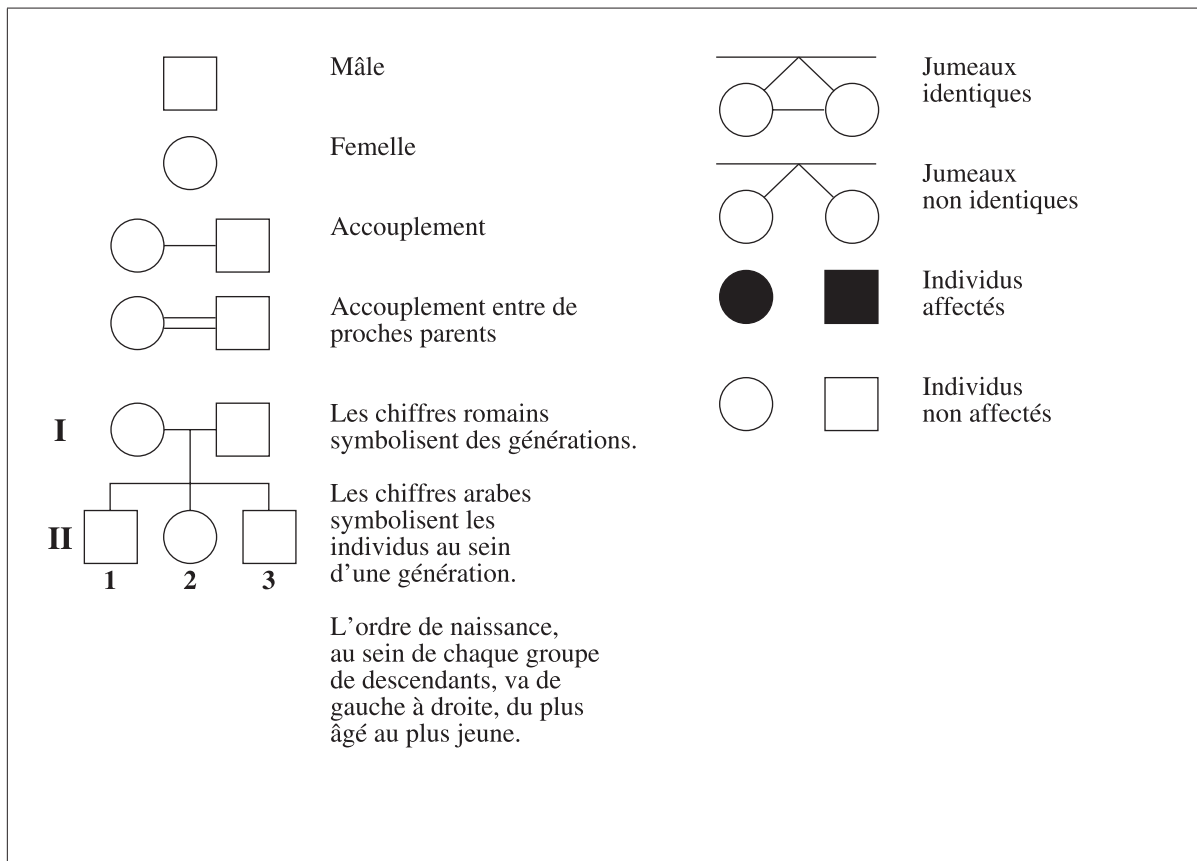 Mâle
Femelle
Accouplement
Accouplement entre de
proches parents
I
Les chiffres romains
symbolisent des générations.
II
1 2 3
Les chiffres arabes
symbolisent les
individus au sein
d’une génération.
L’ordre de naissance,
au sein de chaque groupe
de descendants, va de
gauche à droite, du plus
âgé au plus jeune.
Jumeaux
identiques
Jumeaux
non identiques
Individus
affectés
Individus
non affectés